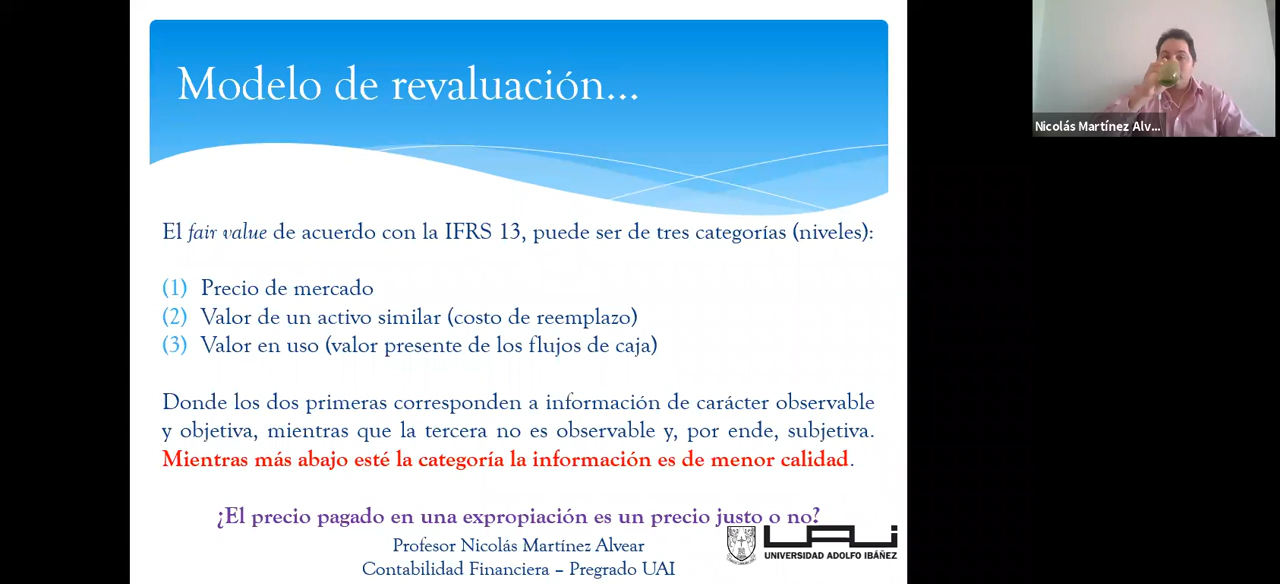 Modelo de revaluación...
Nicolás Martínez Alv...
El fair value de acuerdo con la IFRS 13, puede ser de tres categorías (niveles):
(1) Precio de mercado
(2) Valor de un activo similar (costo de reemplazo)
(3) Valor en uso (valor presente de los flujos de caja)
Donde los dos primeras corresponden a información de carácter observable
y objetiva, mientras que la tercera no es observable y, por ende, subjetiva.
Mientras más abajo esté la categoría la información es de menor calidad.
¿El precio pagado en una expropiación es un precio justo o no?
Profesor Nicolás Martínez Alvear
Contabilidad Financiera – Pregrado UAI
UAI
UNIVERSIDAD ADOLFO IBÁÑEZ